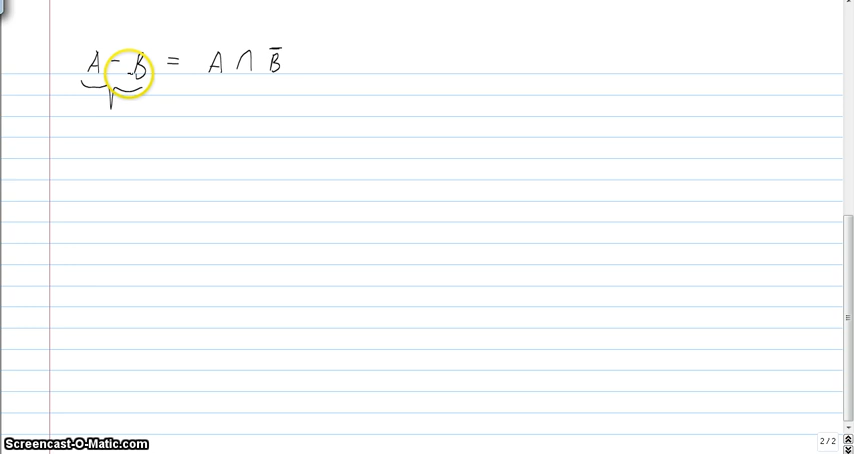 A - B = A ∩ B̅
2 / 2
Screencast-O-Matic.com